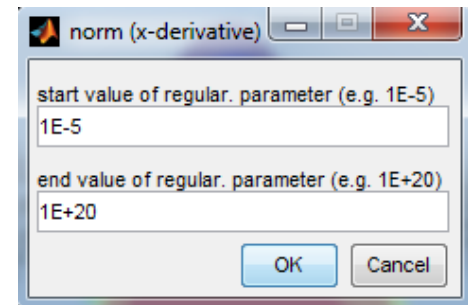 norm (x-derivative)
start value of regular. parameter (e.g. 1E-5)
1E-5
end value of regular. parameter (e.g. 1E+20)
1E+20
OK Cancel